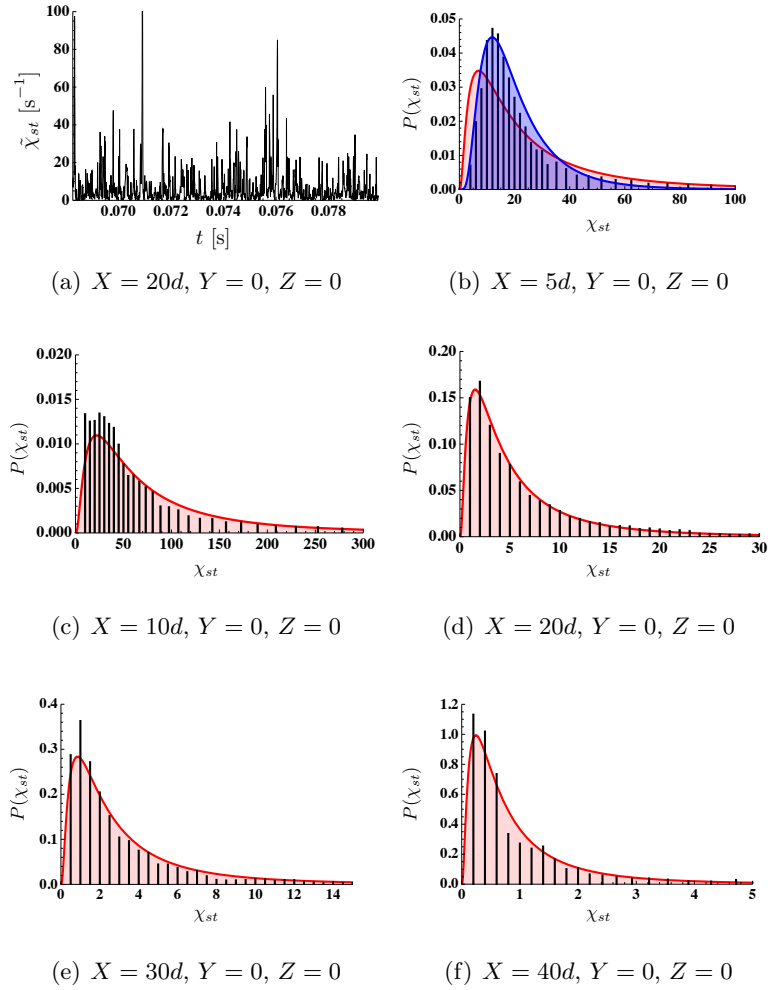 100
80
60
40
20
0
χ̃st [s−1]
0.070 0.072 0.074 0.076 0.078
t [s]
(a) X = 20d, Y = 0, Z = 0
0.05
0.04
0.03
0.02
0.01
0.00
P(χst)
0 20 40 60 80 100
χst
(b) X = 5d, Y = 0, Z = 0
0.020
0.015
0.010
0.005
0.000
P(χst)
0 50 100 150 200 250 300
χst
(c) X = 10d, Y = 0, Z = 0
0.20
0.15
0.10
0.05
0.00
P(χst)
0 5 10 15 20 25 30
χst
(d) X = 20d, Y = 0, Z = 0
0.4
0.3
0.2
0.1
0.0
P(χst)
0 2 4 6 8 10 12 14
χst
(e) X = 30d, Y = 0, Z = 0
1.2
1.0
0.8
0.6
0.4
0.2
0.0
P(χst)
0 1 2 3 4 5
χst
(f) X = 40d, Y = 0, Z = 0